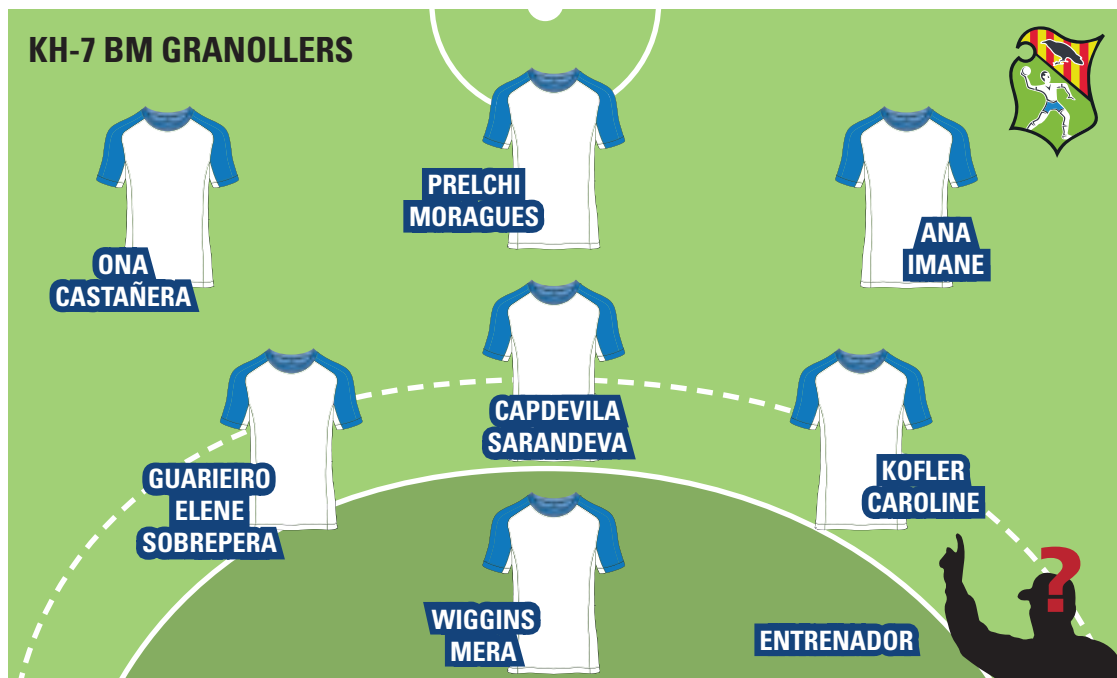 KH-7 BM GRANOLLERS
PRELCHI
MORAGUES
ONA
CASTAÑERA
ANA
IMANE
CAPDEVILA
SARANDEVA
GUARIEIRO
ELENE
SOBREPERA
KOFLER
CAROLINE
WIGGINS
MERA
ENTRENADOR
?